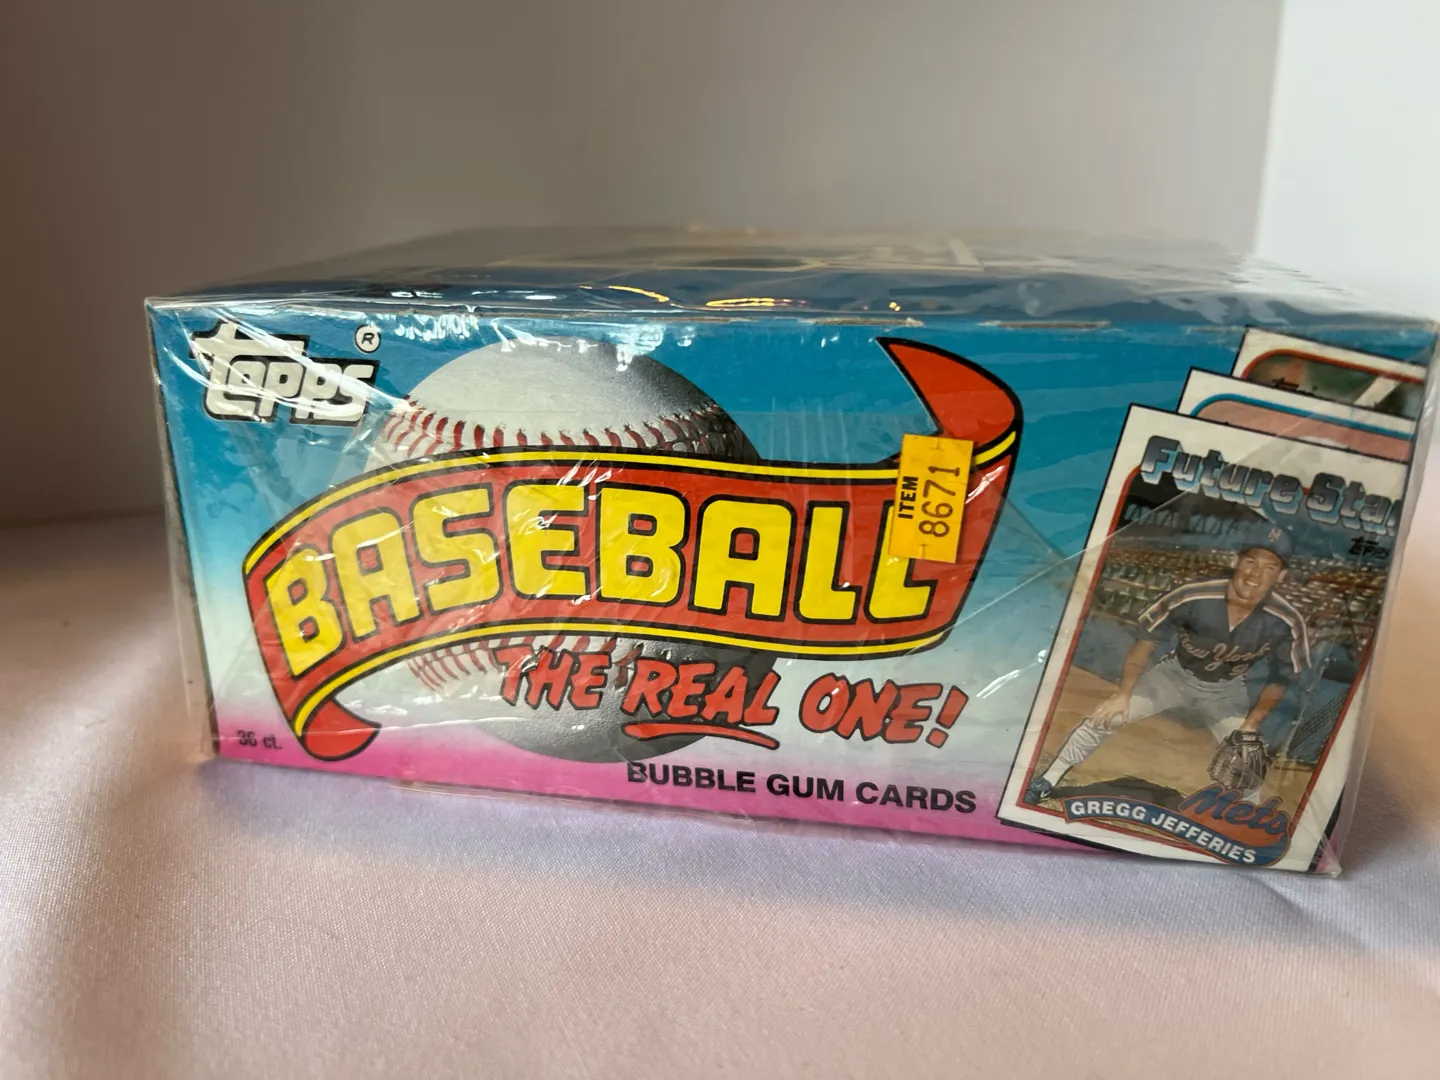 Topps®
BASEBALL
ITEM
8671
THE REAL ONE!
36 ct.
BUBBLE GUM CARDS
Future
Topps
New York
Mets
GREGG JEFFERIES